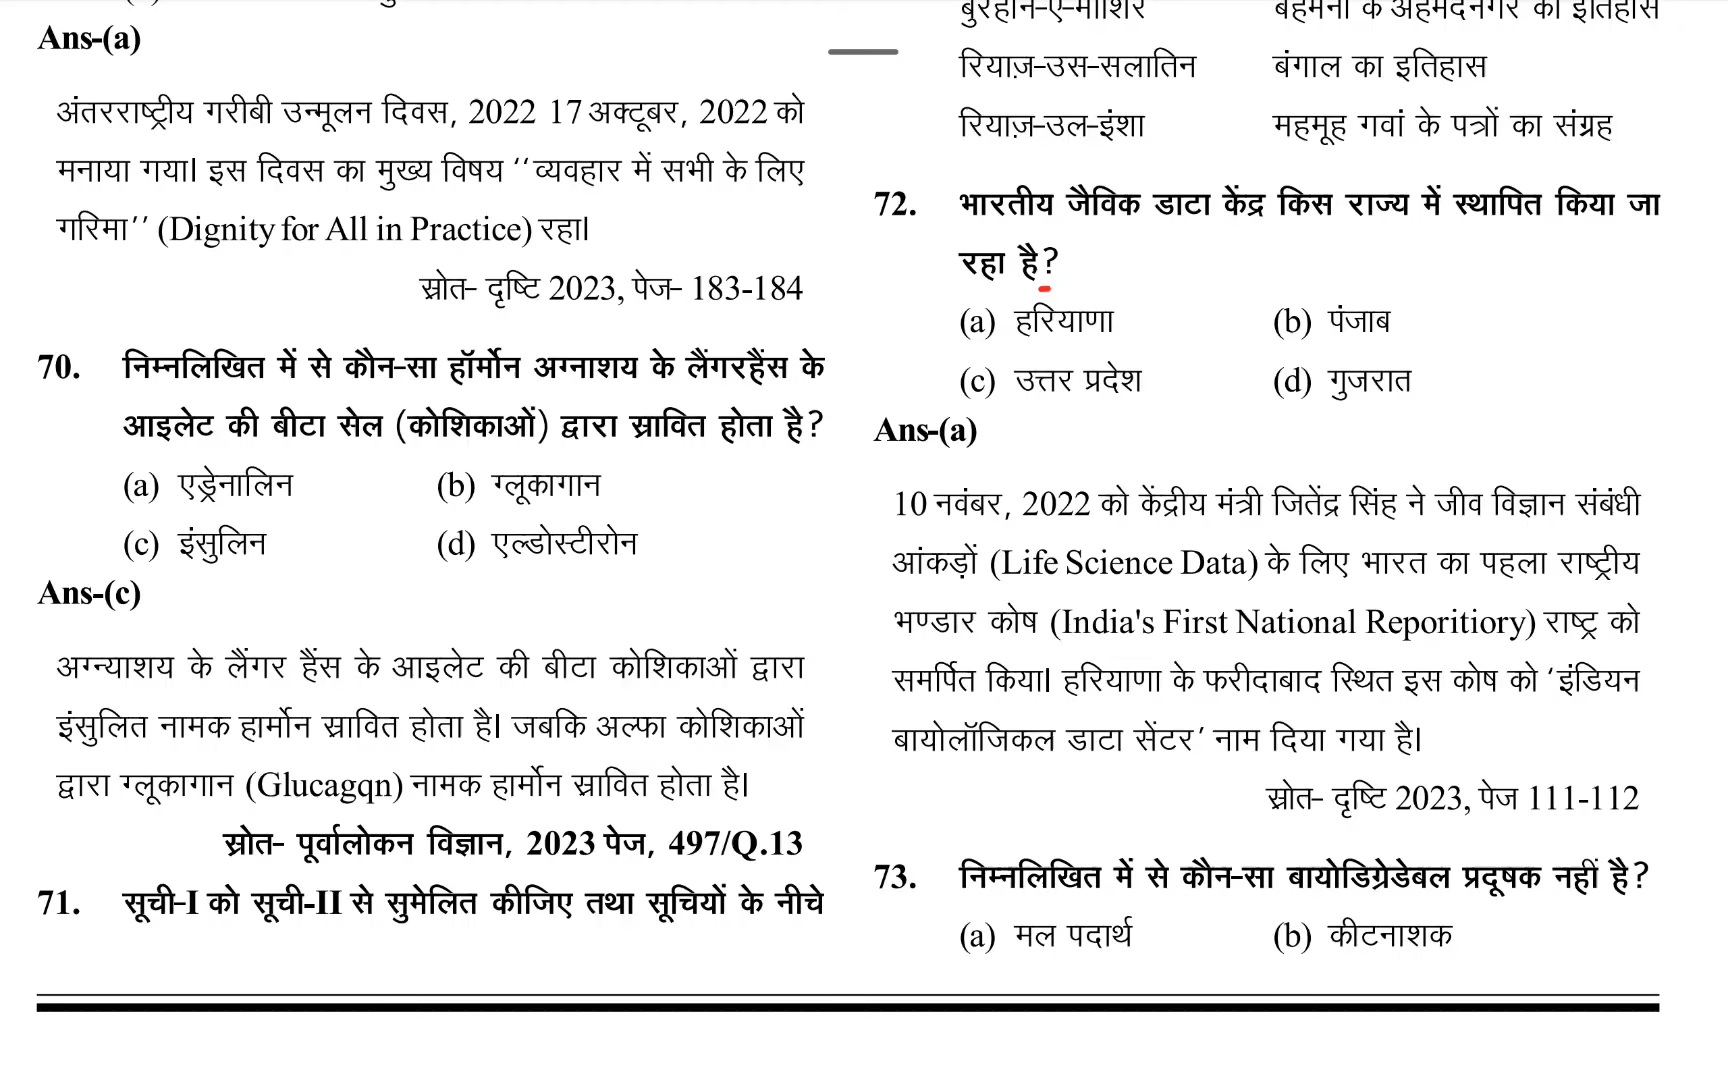 Ans-(a)
अंतरराष्ट्रीय गरीबी उन्मूलन दिवस, 2022 17 अक्टूबर, 2022 को
मनाया गया। इस दिवस का मुख्य विषय ‘‘व्यवहार में सभी के लिए
गरिमा’’ (Dignity for All in Practice) रहा।
स्रोत- दृष्टि 2023, पेज- 183-184
70. निम्नलिखित में से कौन-सा हॉर्मोन अग्नाशय के लैंगरहैंस के
आइलेट की बीटा सेल (कोशिकाओं) द्वारा स्रावित होता है?
(a) एड्रेनालिन (b) ग्लूकागान
(c) इंसुलिन (d) एल्डोस्टीरोन
Ans-(c)
अग्न्याशय के लैंगर हैंस के आइलेट की बीटा कोशिकाओं द्वारा
इंसुलित नामक हार्मोन स्रावित होता है। जबकि अल्फा कोशिकाओं
द्वारा ग्लूकागान (Glucagqn) नामक हार्मोन स्रावित होता है।
स्रोत- पूर्वालोकन विज्ञान, 2023 पेज, 497/Q.13
71. सूची-I को सूची-II से सुमेलित कीजिए तथा सूचियों के नीचे
बुरहान-ए-मासिर बहमनी के अहमदनगर का इतिहास
रियाज़-उस-सलातिन बंगाल का इतिहास
रियाज़-उल-इंशा महमूह गवां के पत्रों का संग्रह
72. भारतीय जैविक डाटा केंद्र किस राज्य में स्थापित किया जा
रहा है?
(a) हरियाणा (b) पंजाब
(c) उत्तर प्रदेश (d) गुजरात
Ans-(a)
10 नवंबर, 2022 को केंद्रीय मंत्री जितेंद्र सिंह ने जीव विज्ञान संबंधी
आंकड़ों (Life Science Data) के लिए भारत का पहला राष्ट्रीय
भण्डार कोष (India's First National Reporitiory) राष्ट्र को
समर्पित किया। हरियाणा के फरीदाबाद स्थित इस कोष को ‘इंडियन
बायोलॉजिकल डाटा सेंटर’ नाम दिया गया है।
स्रोत- दृष्टि 2023, पेज 111-112
73. निम्नलिखित में से कौन-सा बायोडिग्रेडेबल प्रदूषक नहीं है?
(a) मल पदार्थ (b) कीटनाशक